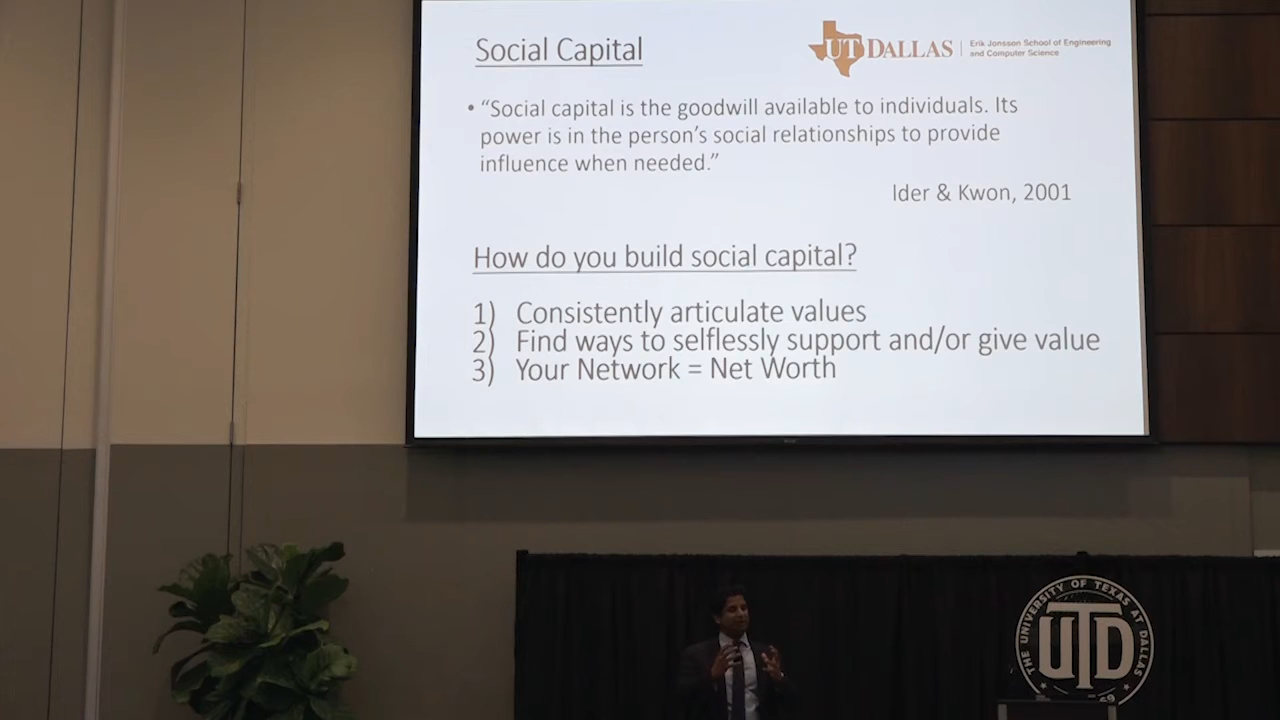 Social Capital
UT DALLAS
Erik Jonsson School of Engineering
and Computer Science
• “Social capital is the goodwill available to individuals. Its
power is in the person’s social relationships to provide
influence when needed.”
Ider & Kwon, 2001
How do you build social capital?
1) Consistently articulate values
2) Find ways to selflessly support and/or give value
3) Your Network = Net Worth
THE UNIVERSITY OF TEXAS AT DALLAS
UTD
69